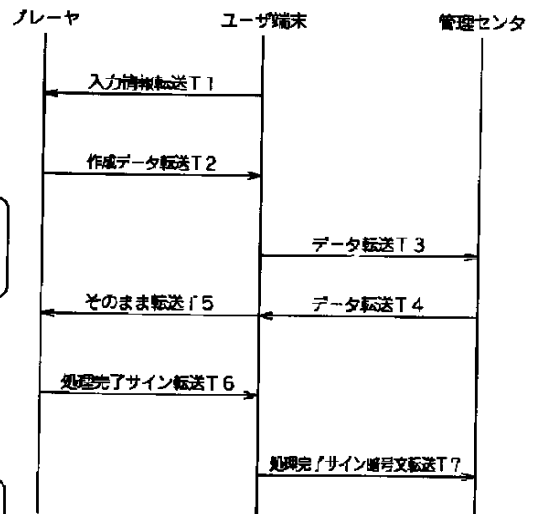 プレーヤ ユーザ端末 管理センタ
入力情報転送T1
作成データ転送T2
データ転送T3
そのまま転送T5 データ転送T4
処理完了サイン転送T6
処理完了サイン暗号文転送T7